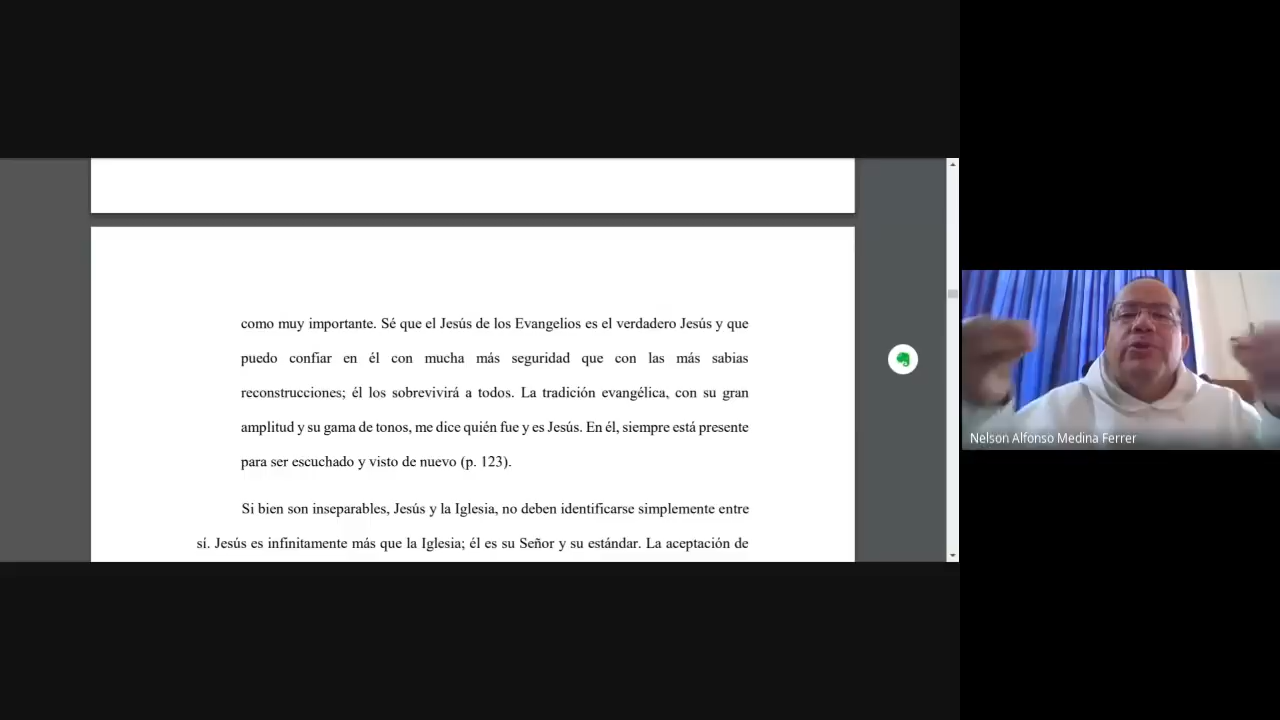 como muy importante. Sé que el Jesús de los Evangelios es el verdadero Jesús y que
puedo confiar en él con mucha más seguridad que con las más sabias
reconstrucciones; él los sobrevivirá a todos. La tradición evangélica, con su gran
amplitud y su gama de tonos, me dice quién fue y es Jesús. En él, siempre está presente
para ser escuchado y visto de nuevo (p. 123).
Si bien son inseparables, Jesús y la Iglesia, no deben identificarse simplemente entre
sí. Jesús es infinitamente más que la Iglesia; él es su Señor y su estándar. La aceptación de
Nelson Alfonso Medina Ferrer